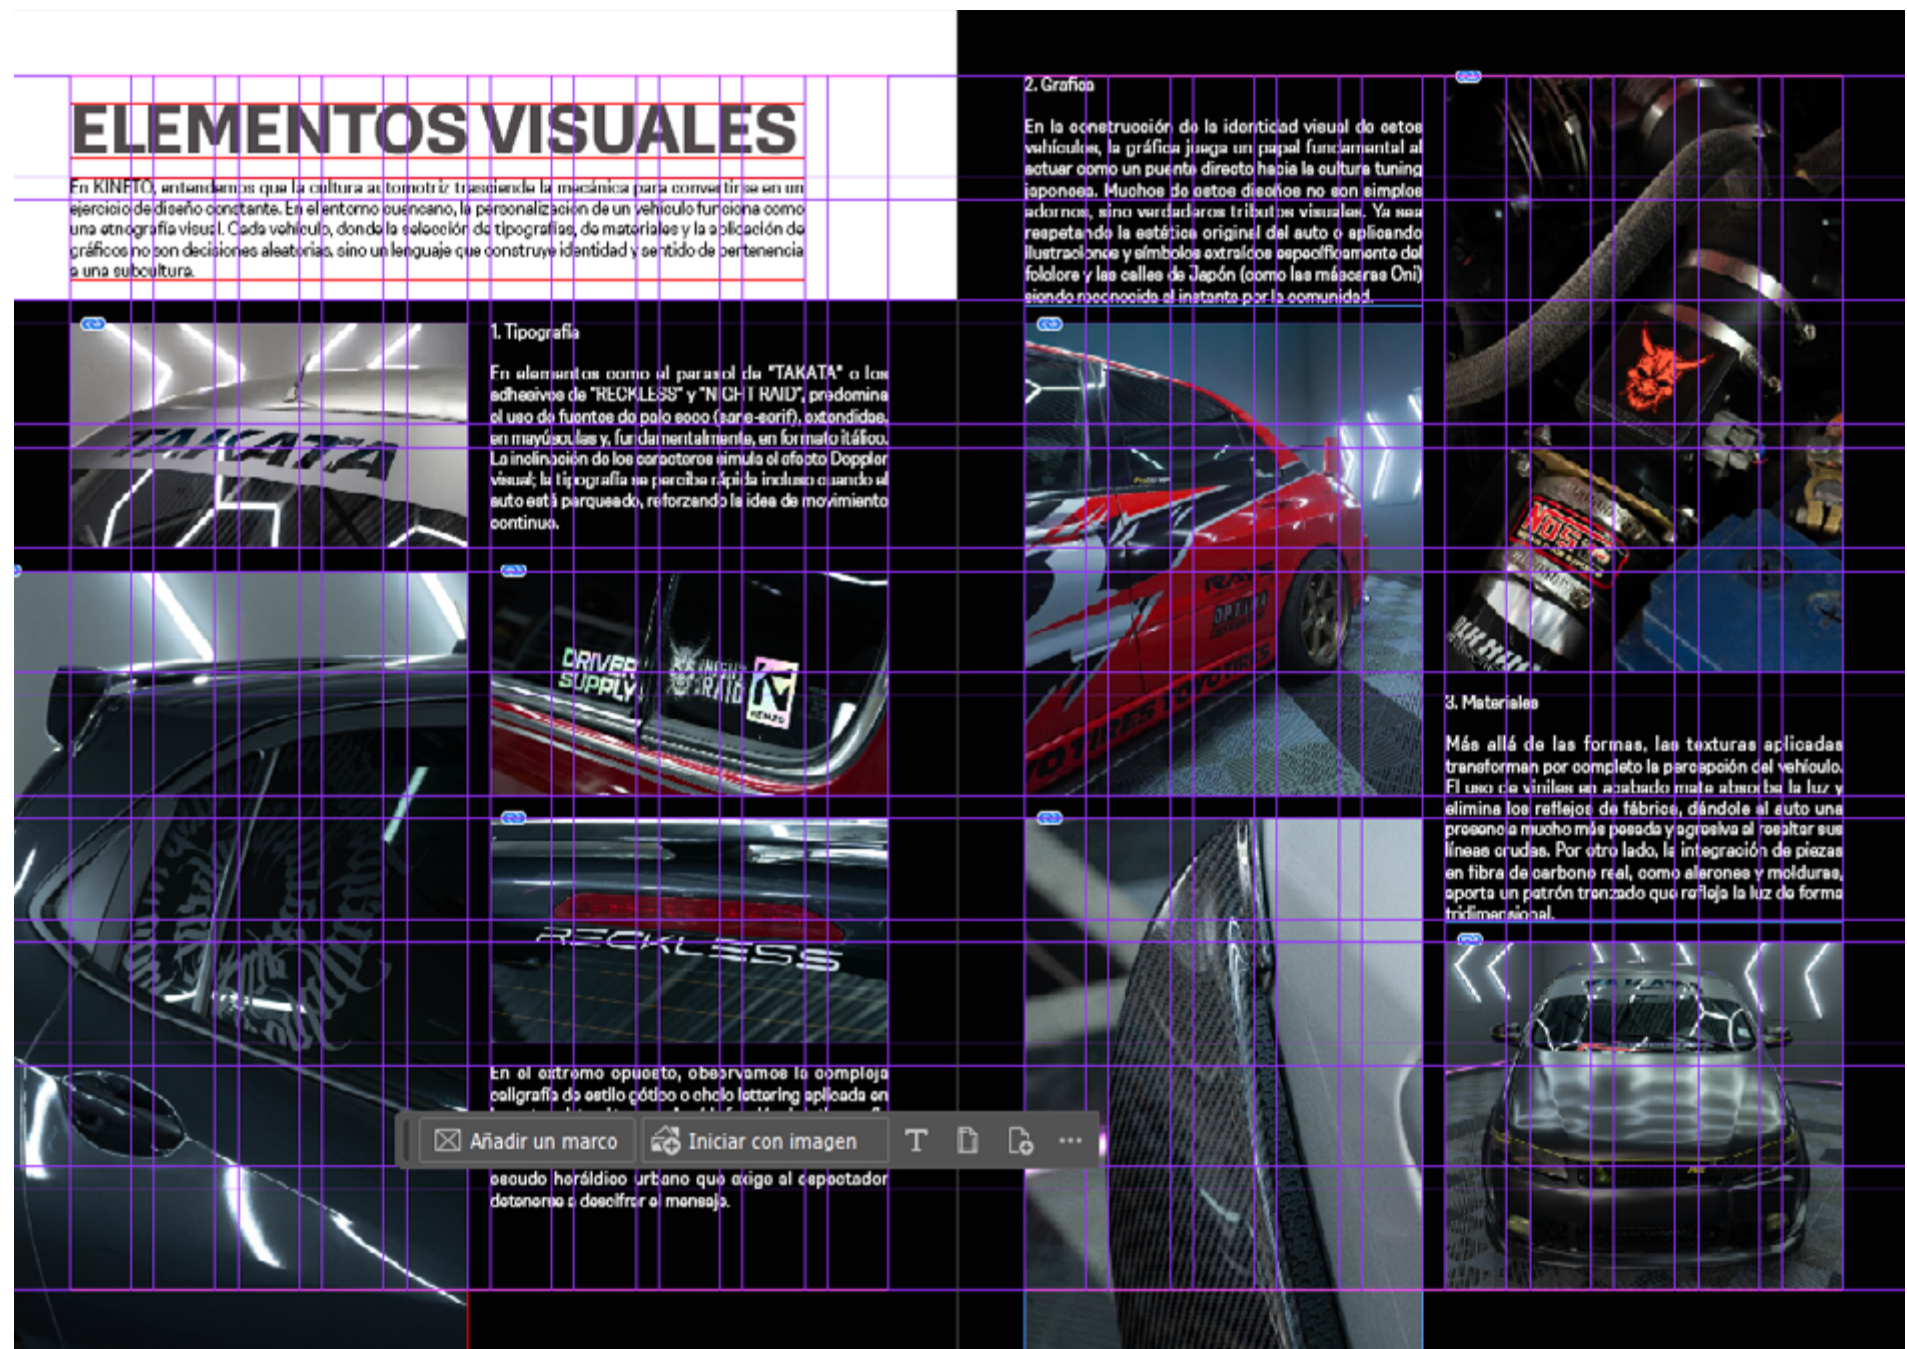 ELEMENTOS VISUALES
En KINETO, entendemos que la cultura automotriz trasciende la mecánica para convertirse en un
ejercicio de diseño constante. En el entorno cuencano, la personalización de un vehículo funciona como
una etnografía visual. Cada vehículo, donde la selección de tipografías, de materiales y la aplicación de
gráficos no son decisiones aleatorias, sino un lenguaje que construye identidad y sentido de pertenencia
a una subcultura.
TAKATA
1. Tipografía
En elementos como el parasol de "TAKATA" o los
adhesivos de "RECKLESS" y "NIGHT RAID", predomina
el uso de fuentes de palo seco (sans-serif), extendidas,
en mayúsculas y, fundamentalmente, en formato itálico.
La inclinación de los caracteres simula el efecto Doppler
visual; la tipografía se percibe rápida incluso cuando el
auto está parqueado, reforzando la idea de movimiento
continuo.
DRIVER
SUPPLY
NIGHT
RAID
KENZO
RECKLESS
En el extremo opuesto, observamos la compleja
caligrafía de estilo gótico o cholo lettering aplicada en
Añadir un marco
Iniciar con imagen
escudo heráldico urbano que exige al espectador
detenerse a descifrar el mensaje.
2. Grafica
En la construcción de la identidad visual de estos
vehículos, la gráfica juega un papel fundamental al
actuar como un puente directo hacia la cultura tuning
japonesa. Muchos de estos diseños no son simples
adornos, sino verdaderos tributos visuales. Ya sea
respetando la estética original del auto o aplicando
ilustraciones y símbolos extraídos específicamente del
folclore y las calles de Japón (como las máscaras Oni)
siendo reconocida al instante por la comunidad.
RAYS
OPTIMA
YO TIRES TOYO TIRES
3. Materiales
Más allá de las formas, las texturas aplicadas
transforman por completo la percepción del vehículo.
El uso de viniles en acabado mate absorbe la luz y
elimina los reflejos de fábrica, dándole al auto una
presencia mucho más pesada y agresiva al resaltar sus
líneas crudas. Por otro lado, la integración de piezas
en fibra de carbono real, como alerones y molduras,
aporta un patrón trenzado que refleja la luz de forma
tridimensional.
TAKATA